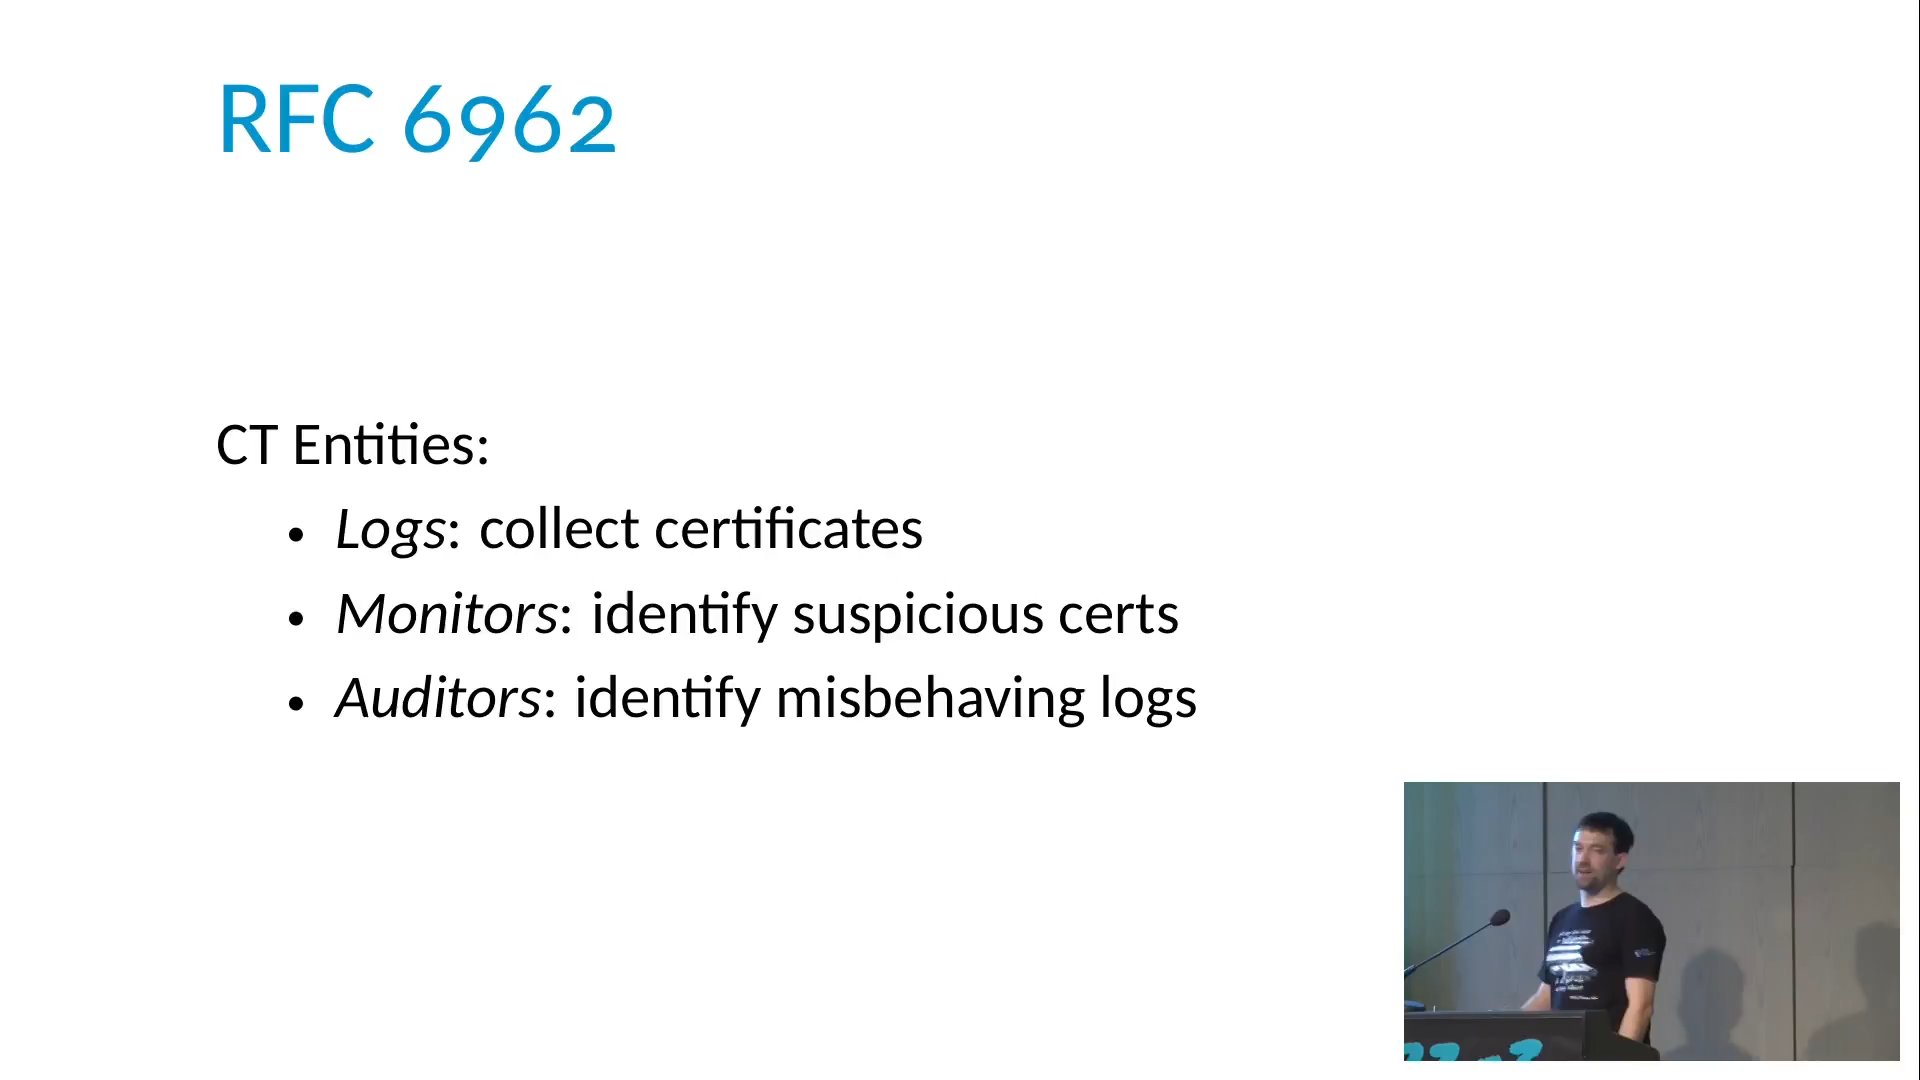 RFC 6962
CT Entities:
• Logs: collect certificates
• Monitors: identify suspicious certs
• Auditors: identify misbehaving logs